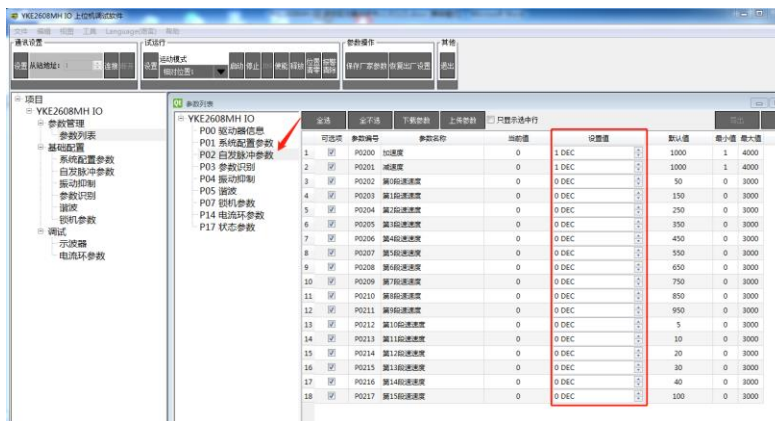 YKE2608MH IO 上位机调试软件
文件 编辑 视图 工具 Language(语言) 帮助
通讯设置 试运行 参数操作 其他
设置 从站地址: 1 连接
设置 运动模式 相对位置: 启动 停止 使能 释放 位置清零 报警清除
保存厂家参数 恢复出厂设置 退出
项目
YKE2608MH IO
参数管理
参数列表
基础配置
系统配置参数
自发脉冲参数
振动抑制
参数识别
谐波
锁机参数
调试
示波器
电流环参数
Qt 参数列表
YKE2608MH IO
P00 驱动器信息
P01 系统配置参数
P02 自发脉冲参数
P03 参数识别
P04 振动抑制
P05 谐波
P07 锁机参数
P14 电流环参数
P17 状态参数
全选 全不选 下载参数 上传参数 只显示选中行 导出
可选项 参数编号 参数名称 当前值 设置值 默认值 最小值 最大值
1 P0200 加速度 0 1 DEC 1000 1 4000
2 P0201 减速度 0 1 DEC 1000 1 4000
3 P0202 第0段速速度 0 0 DEC 50 0 3000
4 P0203 第1段速速度 0 0 DEC 150 0 3000
5 P0204 第2段速速度 0 0 DEC 250 0 3000
6 P0205 第3段速速度 0 0 DEC 350 0 3000
7 P0206 第4段速速度 0 0 DEC 450 0 3000
8 P0207 第5段速速度 0 0 DEC 550 0 3000
9 P0208 第6段速速度 0 0 DEC 650 0 3000
10 P0209 第7段速速度 0 0 DEC 750 0 3000
11 P0210 第8段速速度 0 0 DEC 850 0 3000
12 P0211 第9段速速度 0 0 DEC 950 0 3000
13 P0212 第10段速速度 0 0 DEC 5 0 3000
14 P0213 第11段速速度 0 0 DEC 10 0 3000
15 P0214 第12段速速度 0 0 DEC 20 0 3000
16 P0215 第13段速速度 0 0 DEC 30 0 3000
17 P0216 第14段速速度 0 0 DEC 40 0 3000
18 P0217 第15段速速度 0 0 DEC 100 0 3000